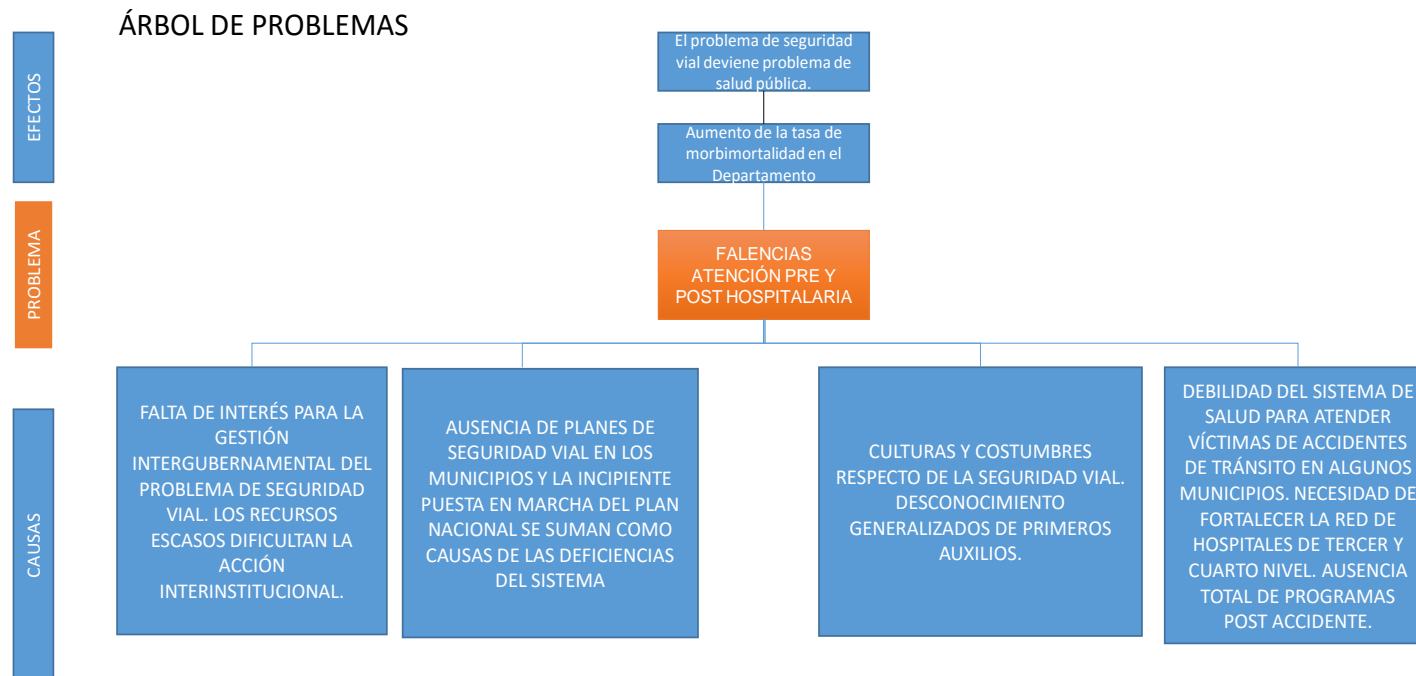 ÁRBOL DE PROBLEMAS
EFECTOS
El problema de seguridad
vial deviene problema de
salud pública.
Aumento de la tasa de
morbimortalidad en el
Departamento
PROBLEMA
FALENCIAS
ATENCIÓN PRE Y
POST HOSPITALARIA
CAUSAS
FALTA DE INTERÉS PARA LA
GESTIÓN
INTERGUBERNAMENTAL DEL
PROBLEMA DE SEGURIDAD
VIAL. LOS RECURSOS
ESCASOS DIFICULTAN LA
ACCIÓN
INTERINSTITUCIONAL.
AUSENCIA DE PLANES DE
SEGURIDAD VIAL EN LOS
MUNICIPIOS Y LA INCIPIENTE
PUESTA EN MARCHA DEL PLAN
NACIONAL SE SUMAN COMO
CAUSAS DE LAS DEFICIENCIAS
DEL SISTEMA
CULTURAS Y COSTUMBRES
RESPECTO DE LA SEGURIDAD VIAL.
DESCONOCIMIENTO
GENERALIZADOS DE PRIMEROS
AUXILIOS.
DEBILIDAD DEL SISTEMA DE
SALUD PARA ATENDER
VÍCTIMAS DE ACCIDENTES
DE TRÁNSITO EN ALGUNOS
MUNICIPIOS. NECESIDAD DE
FORTALECER LA RED DE
HOSPITALES DE TERCER Y
CUARTO NIVEL. AUSENCIA
TOTAL DE PROGRAMAS
POST ACCIDENTE.